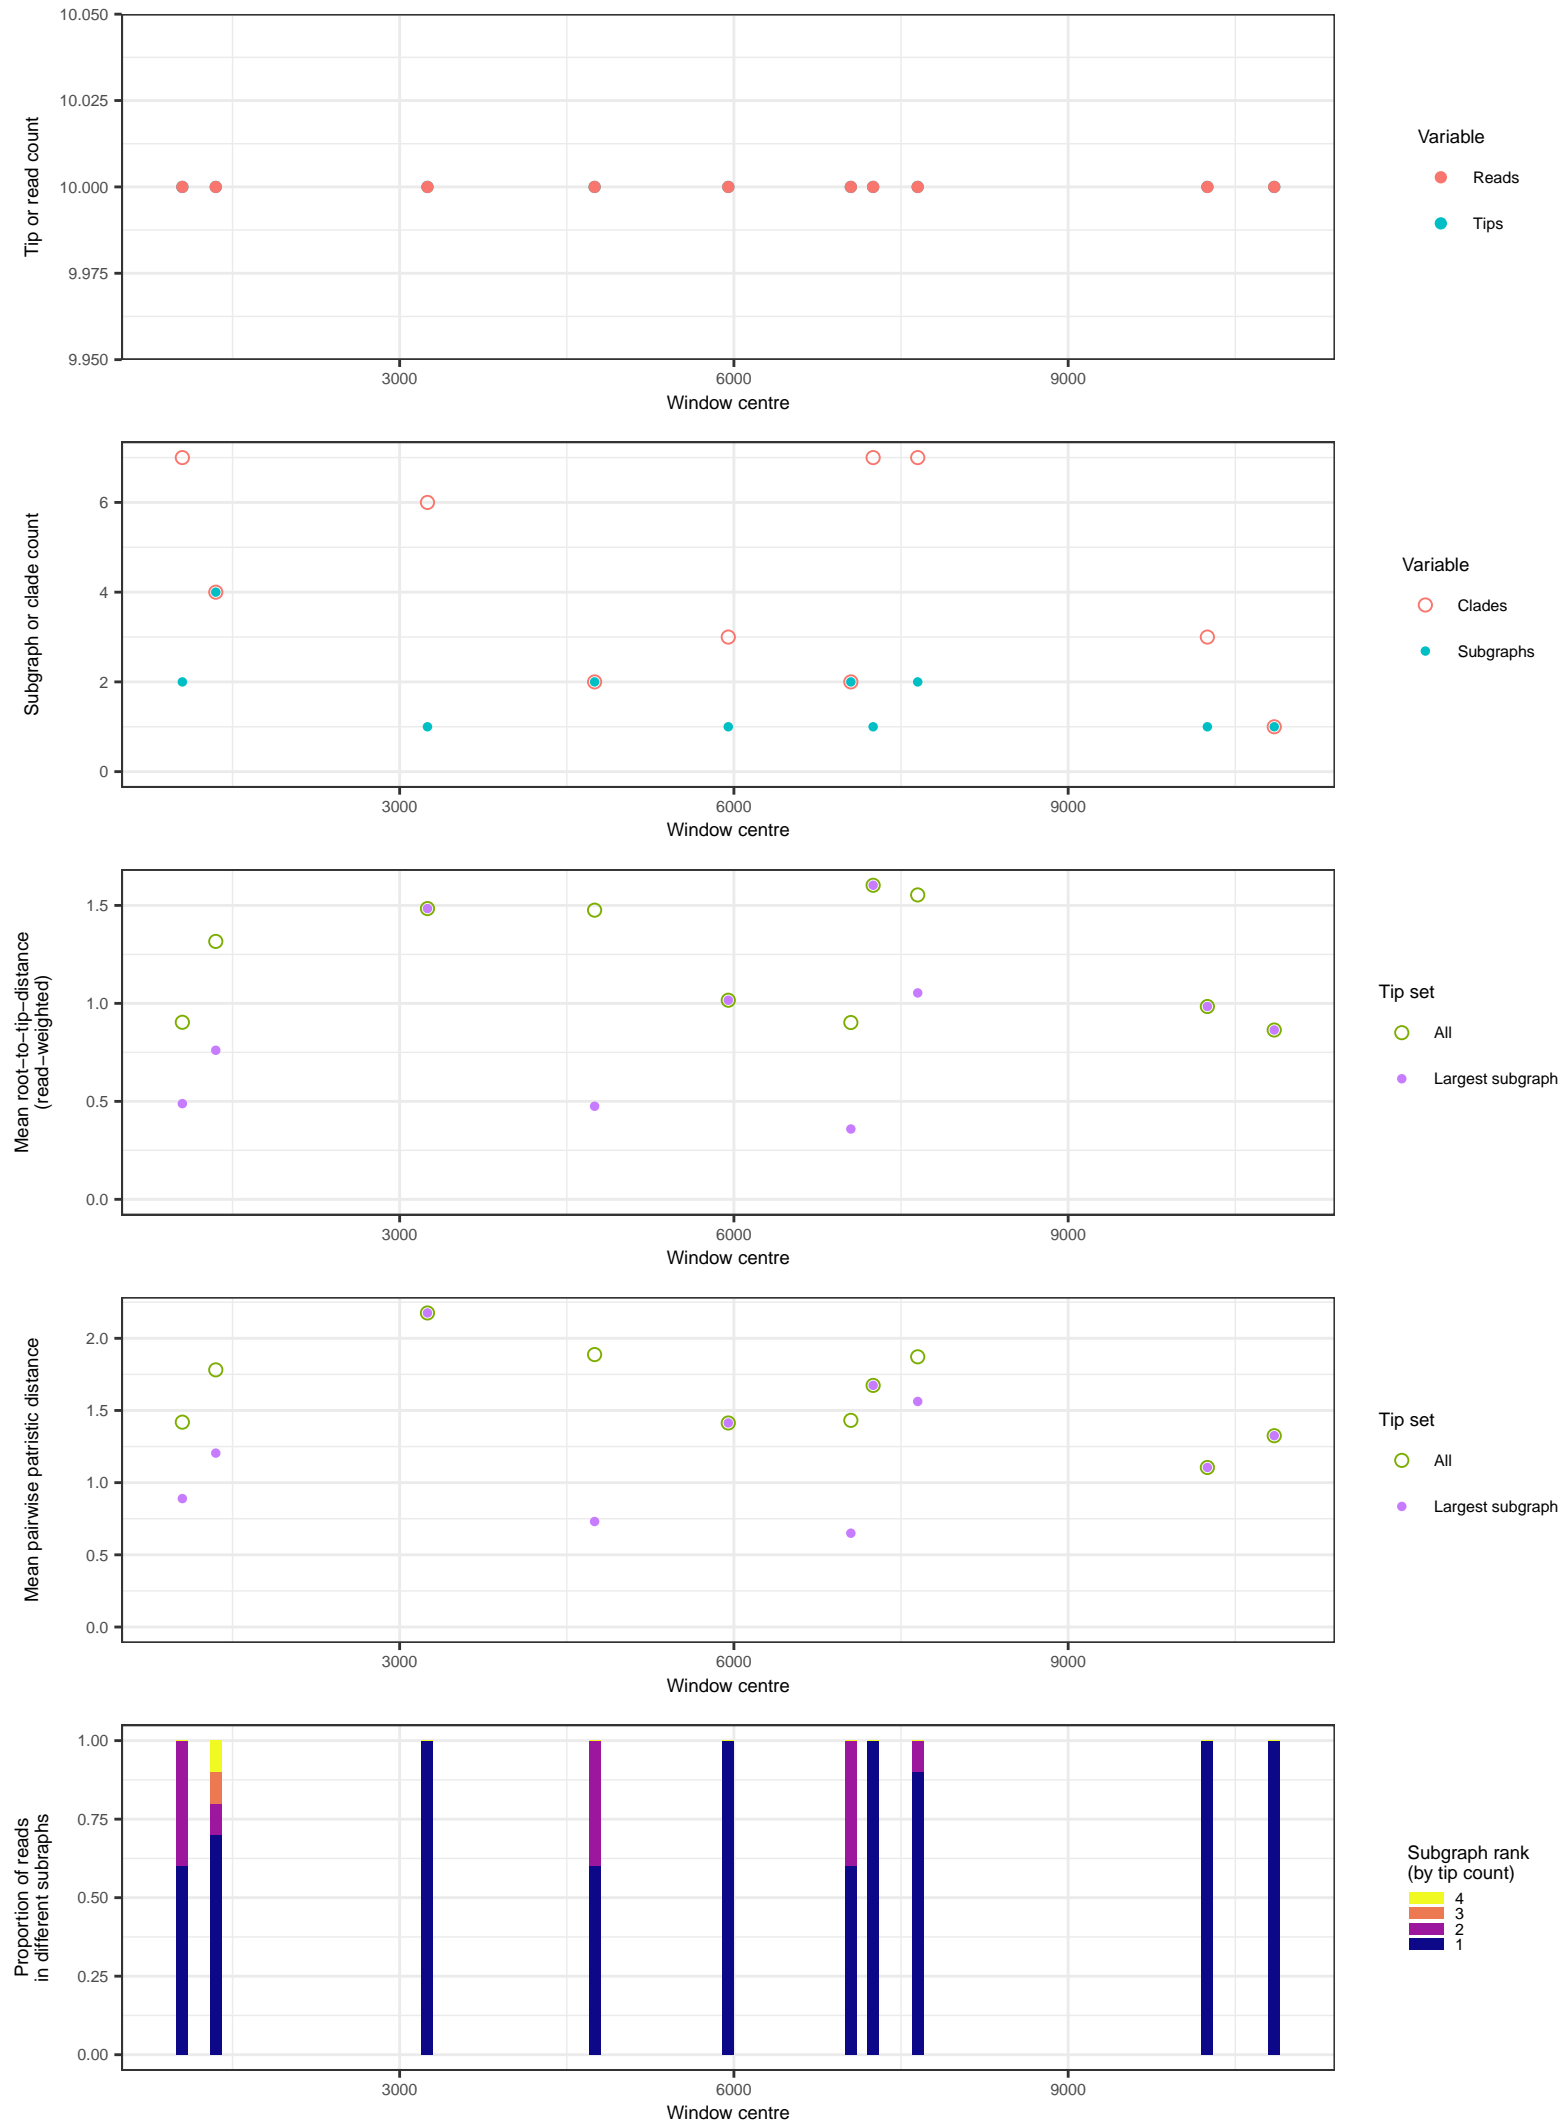 10.050
10.025
10.000
9.975
9.950
Tip or read count
3000 6000 9000
Window centre
Variable
Reads
Tips
6
4
2
0
Subgraph or clade count
3000 6000 9000
Window centre
Variable
Clades
Subgraphs
1.5
1.0
0.5
0.0
Mean root−to−tip−distance
(read−weighted)
3000 6000 9000
Window centre
Tip set
All
Largest subgraph
2.0
1.5
1.0
0.5
0.0
Mean pairwise patristic distance
3000 6000 9000
Window centre
Tip set
All
Largest subgraph
1.00
0.75
0.50
0.25
0.00
Proportion of reads
in different subraphs
3000 6000 9000
Window centre
Subgraph rank
(by tip count)
4
3
2
1